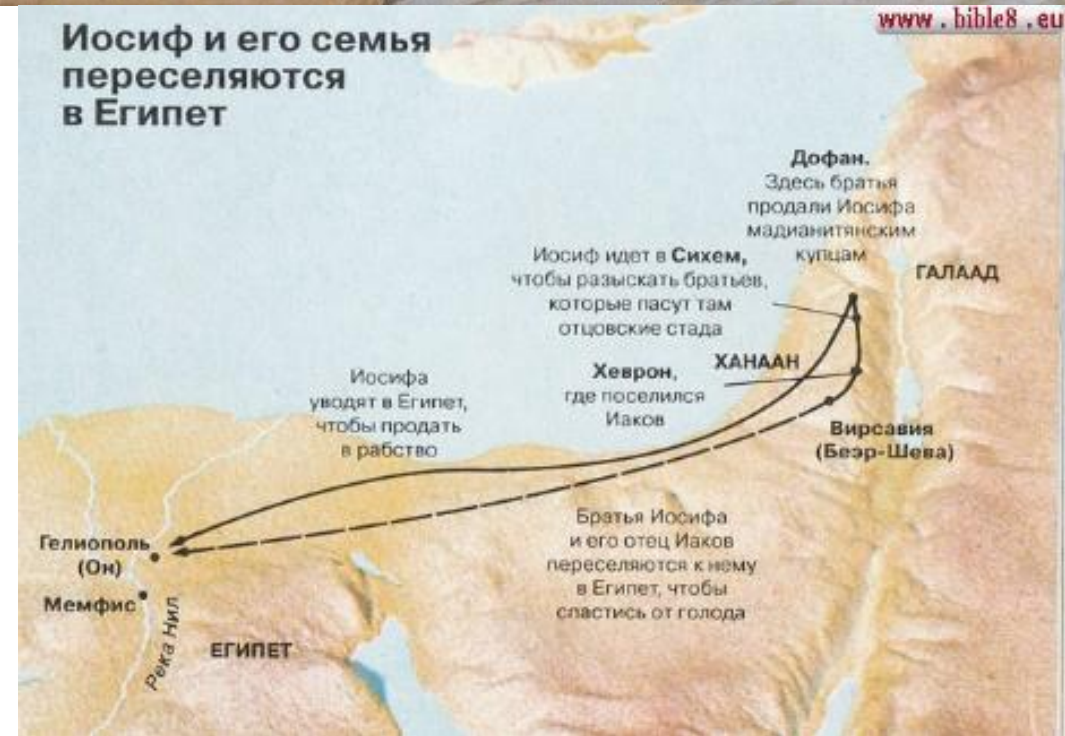 www.bible8.eu
Иосиф и его семья
переселяются
в Египет
Дофан.
Здесь братья
продали Иосифа
мадианитянским
купцам
Иосиф идет в Сихем,
чтобы разыскать братьев,
которые пасут там
отцовские стада
ГАЛААД
ХАНААН
Хеврон,
где поселился
Иаков
Иосифа
уводят в Египет,
чтобы продать
в рабство
Вирсавия
(Беэр-Шева)
Братья Иосифа
и его отец Иаков
переселяются к нему
в Египет, чтобы
спастись от голода
Гелиополь
(Он)
Мемфис
Река Нил
ЕГИПЕТ